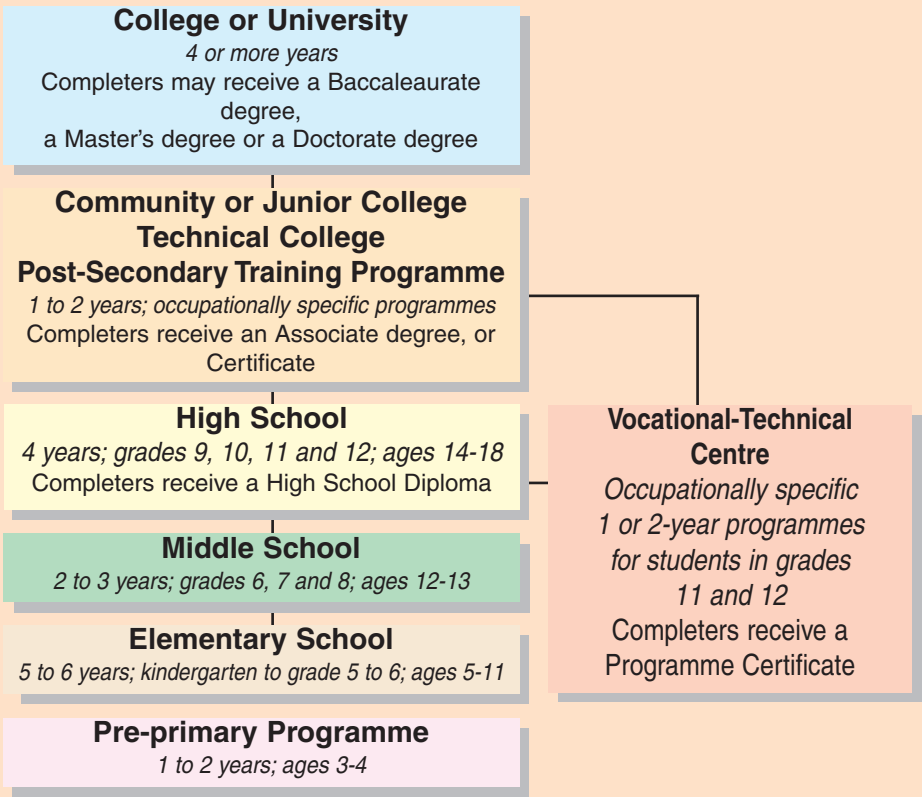 College or University
4 or more years
Completers may receive a Baccaleaurate
degree,
a Master's degree or a Doctorate degree
Community or Junior College
Technical College
Post-Secondary Training Programme
1 to 2 years; occupationally specific programmes
Completers receive an Associate degree, or
Certificate
High School
4 years; grades 9, 10, 11 and 12; ages 14-18
Completers receive a High School Diploma
Vocational-Technical
Centre
Occupationally specific
1 or 2-year programmes
for students in grades
11 and 12
Completers receive a
Programme Certificate
Middle School
2 to 3 years; grades 6, 7 and 8; ages 12-13
Elementary School
5 to 6 years; kindergarten to grade 5 to 6; ages 5-11
Pre-primary Programme
1 to 2 years; ages 3-4